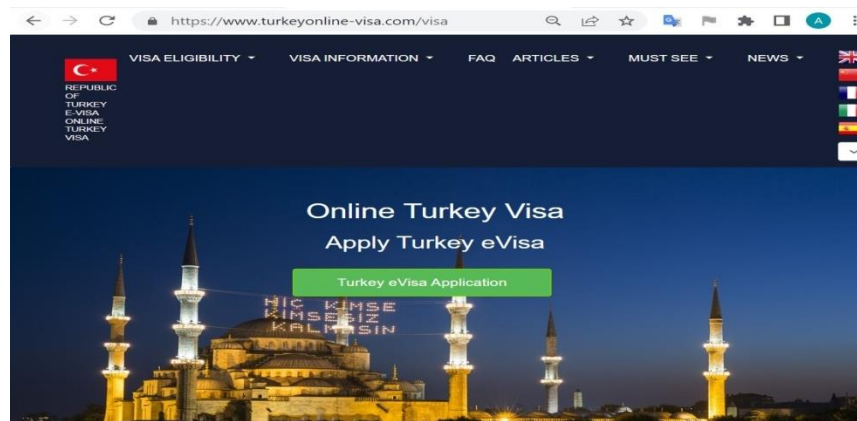 https://www.turkeyonline-visa.com/visa
A
VISA ELIGIBILITY
VISA INFORMATION
FAQ
ARTICLES
MUST SEE
NEWS
REPUBLIC
OF
TURKEY
E-VISA
ONLINE
TURKEY
VISA
Online Turkey Visa
Apply Turkey eVisa
Turkey eVisa Application
HİÇ KİMSE
KİMSESİZ
KALMASIN